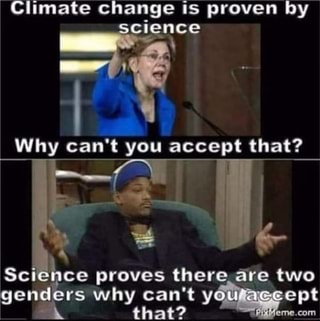 Climate change is proven by
science
Why can't you accept that?
Science proves there are two
genders why can't you accept
that?
PixMeme.com